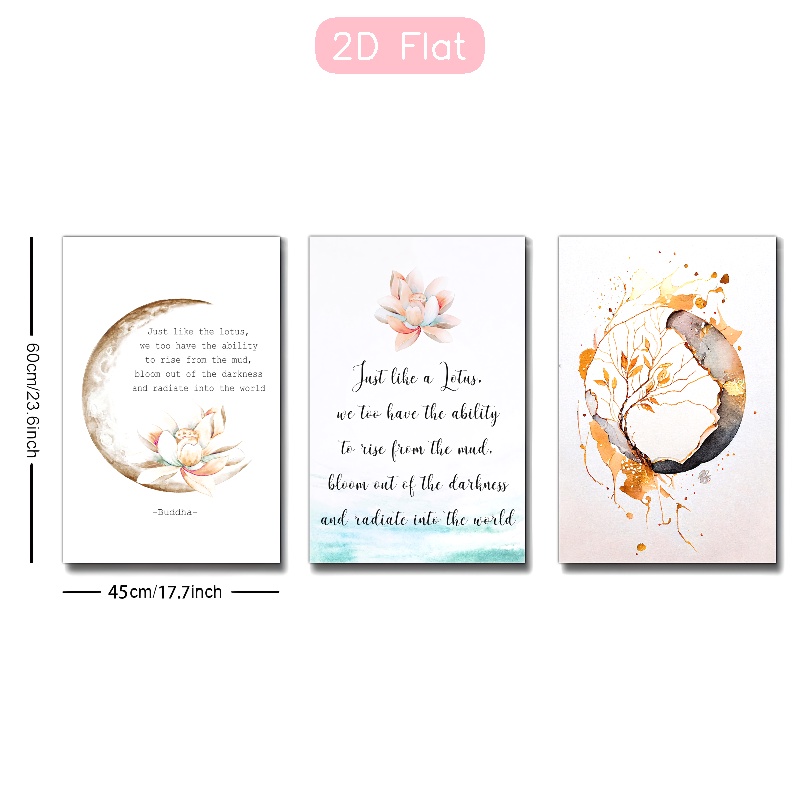 2D Flat
60cm/23.6inch
Just like the lotus,
we too have the ability
to rise from the mud,
bloom out of the darkness
and radiate into the world
-Buddha-
45cm/17.7inch
Just like a Lotus,
we too have the ability
to rise from the mud,
bloom out of the darkness
and radiate into the world